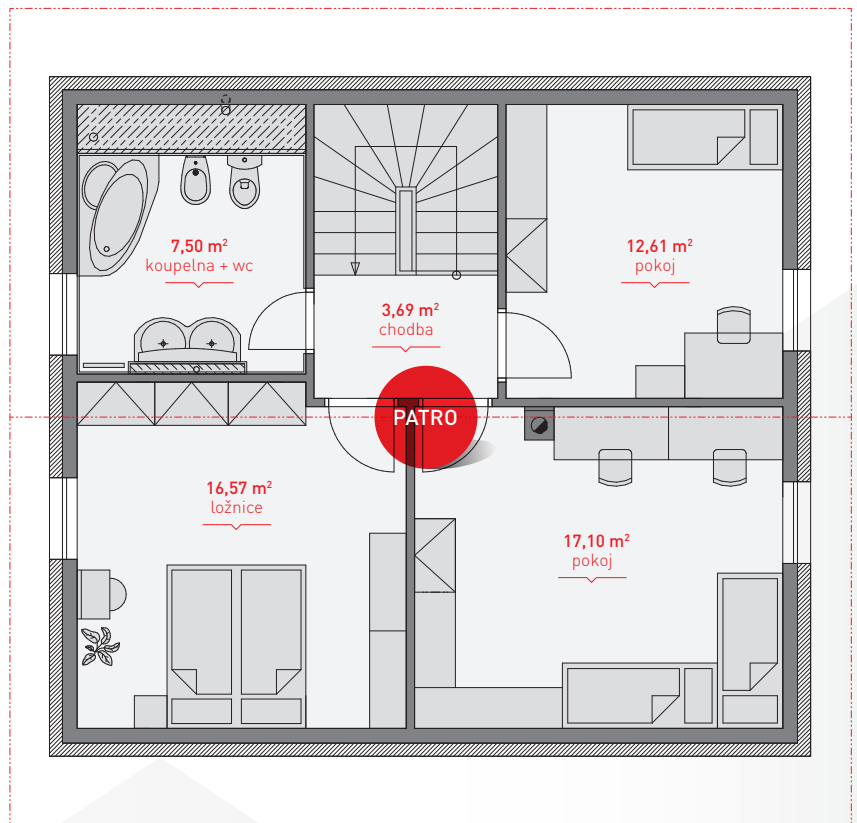 7,50 m²
koupelna + wc
12,61 m²
pokoj
3,69 m²
chodba
PATRO
16,57 m²
ložnice
17,10 m²
pokoj